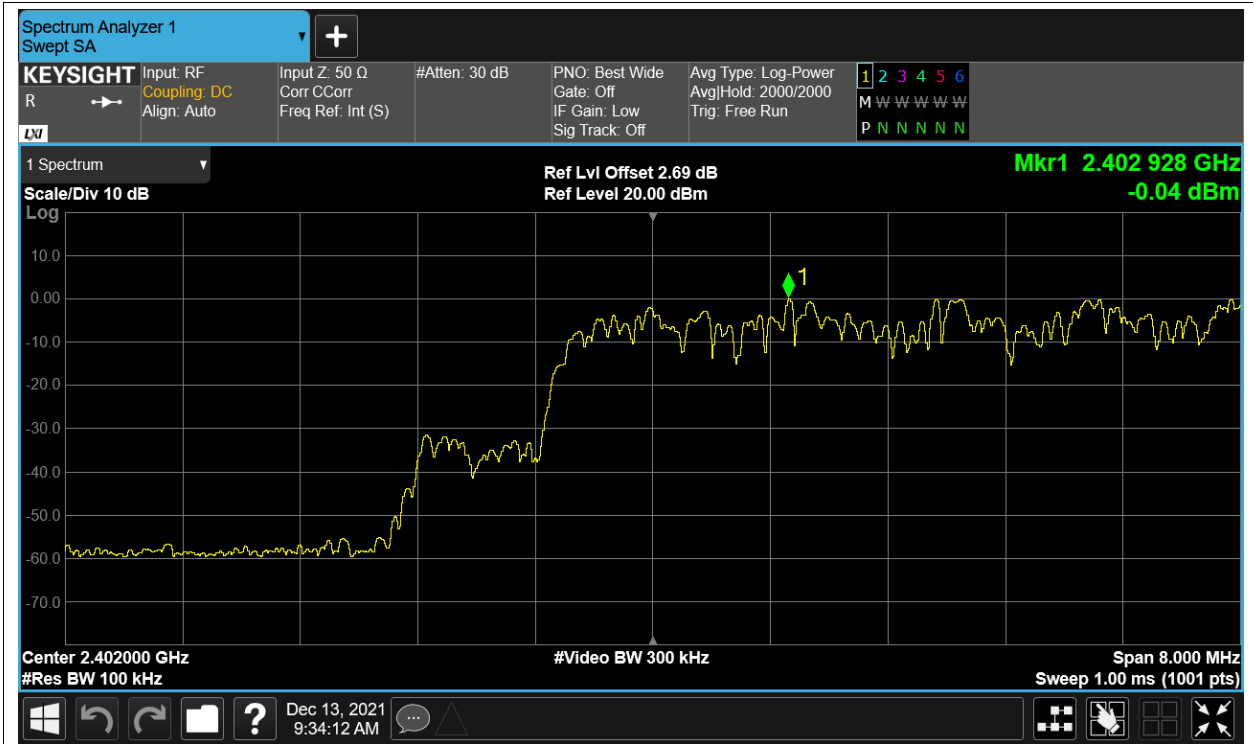 Spectrum Analyzer 1
Swept SA
KEYSIGHT
R
LXI
Input: RF
Coupling: DC
Align: Auto
Input Z: 50 Ω
Corr CCorr
Freq Ref: Int (S)
#Atten: 30 dB
PNO: Best Wide
Gate: Off
IF Gain: Low
Sig Track: Off
Avg Type: Log-Power
Avg|Hold: 2000/2000
Trig: Free Run
1 2 3 4 5 6
M W W W W W
P N N N N N
1 Spectrum
Scale/Div 10 dB
Ref Lvl Offset 2.69 dB
Ref Level 20.00 dBm
Mkr1 2.402 928 GHz
-0.04 dBm
Log
10.0
0.00
-10.0
-20.0
-30.0
-40.0
-50.0
-60.0
-70.0
1
Center 2.402000 GHz
#Res BW 100 kHz
#Video BW 300 kHz
Span 8.000 MHz
Sweep 1.00 ms (1001 pts)
?
Dec 13, 2021
9:34:12 AM